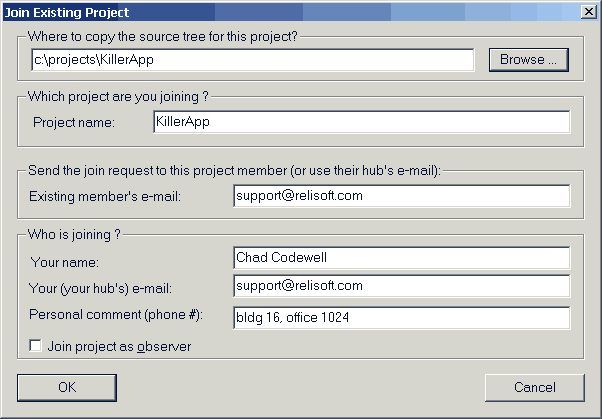 Join Existing Project
Where to copy the source tree for this project?
c:\projects\KillerApp
Browse ...
Which project are you joining ?
Project name: KillerApp
Send the join request to this project member (or use their hub's e-mail):
Existing member's e-mail: support@relisoft.com
Who is joining ?
Your name: Chad Codewell
Your (your hub's) e-mail: support@relisoft.com
Personal comment (phone #): bldg 16, office 1024
Join project as observer
OK Cancel